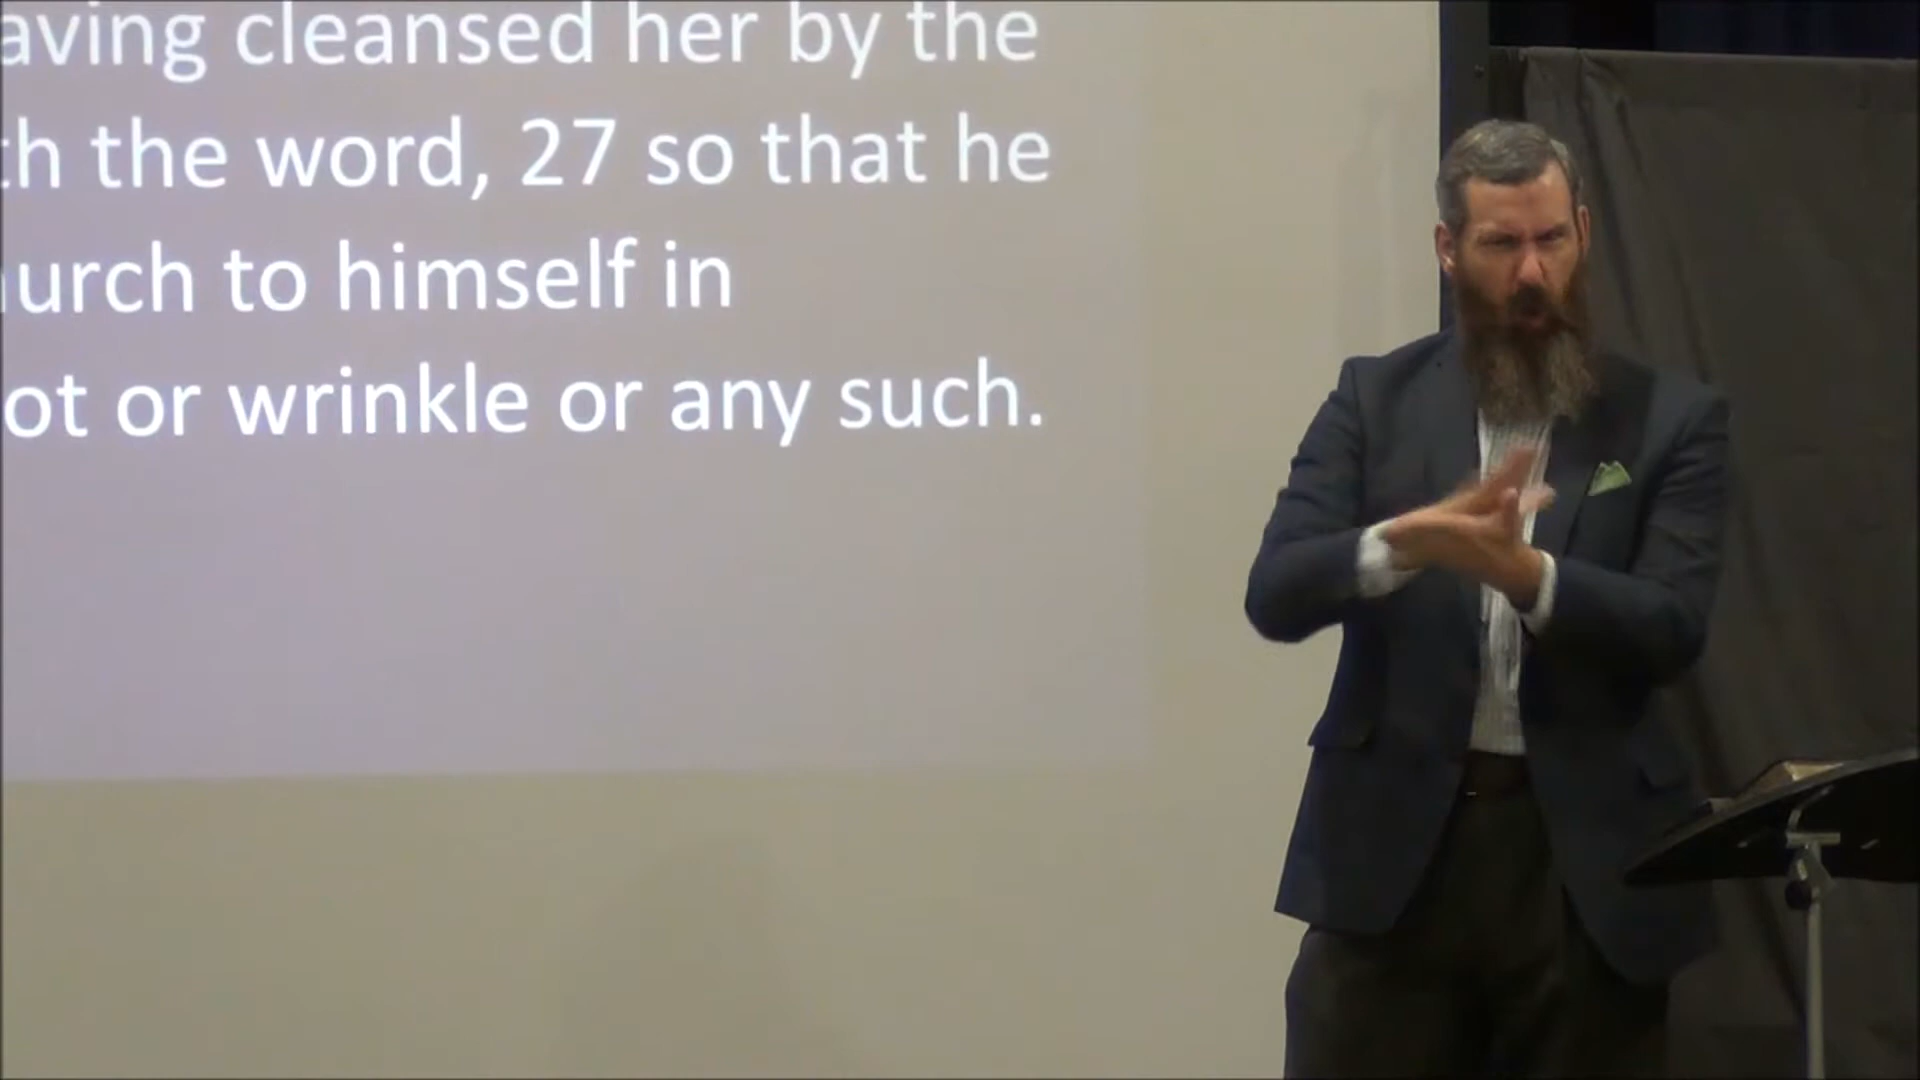 aving cleansed her by the
th the word, 27 so that he
urch to himself in
ot or wrinkle or any such.